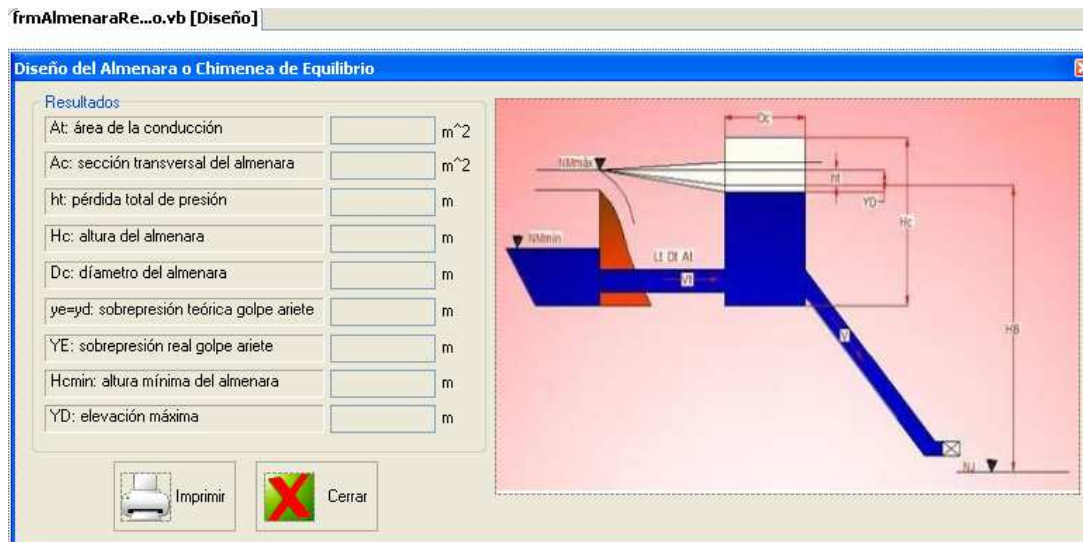 frmAlmenaraRe...o.vb [Diseño]
Diseño del Almenara o Chimenea de Equilibrio
Resultados
At: área de la conducción m^2
Ac: sección transversal del almenara m^2
ht: pérdida total de presión m
Hc: altura del almenara m
Dc: díametro del almenara m
ye=yd: sobrepresión teórica golpe ariete m
YE: sobrepresión real golpe ariete m
Hcmin: altura mínima del almenara m
YD: elevación máxima m
Imprimir
Cerrar
Dc
NMmáx
ht
YD
Hc
NMmin
Lt Dt At
Vt
HB
V
NJ